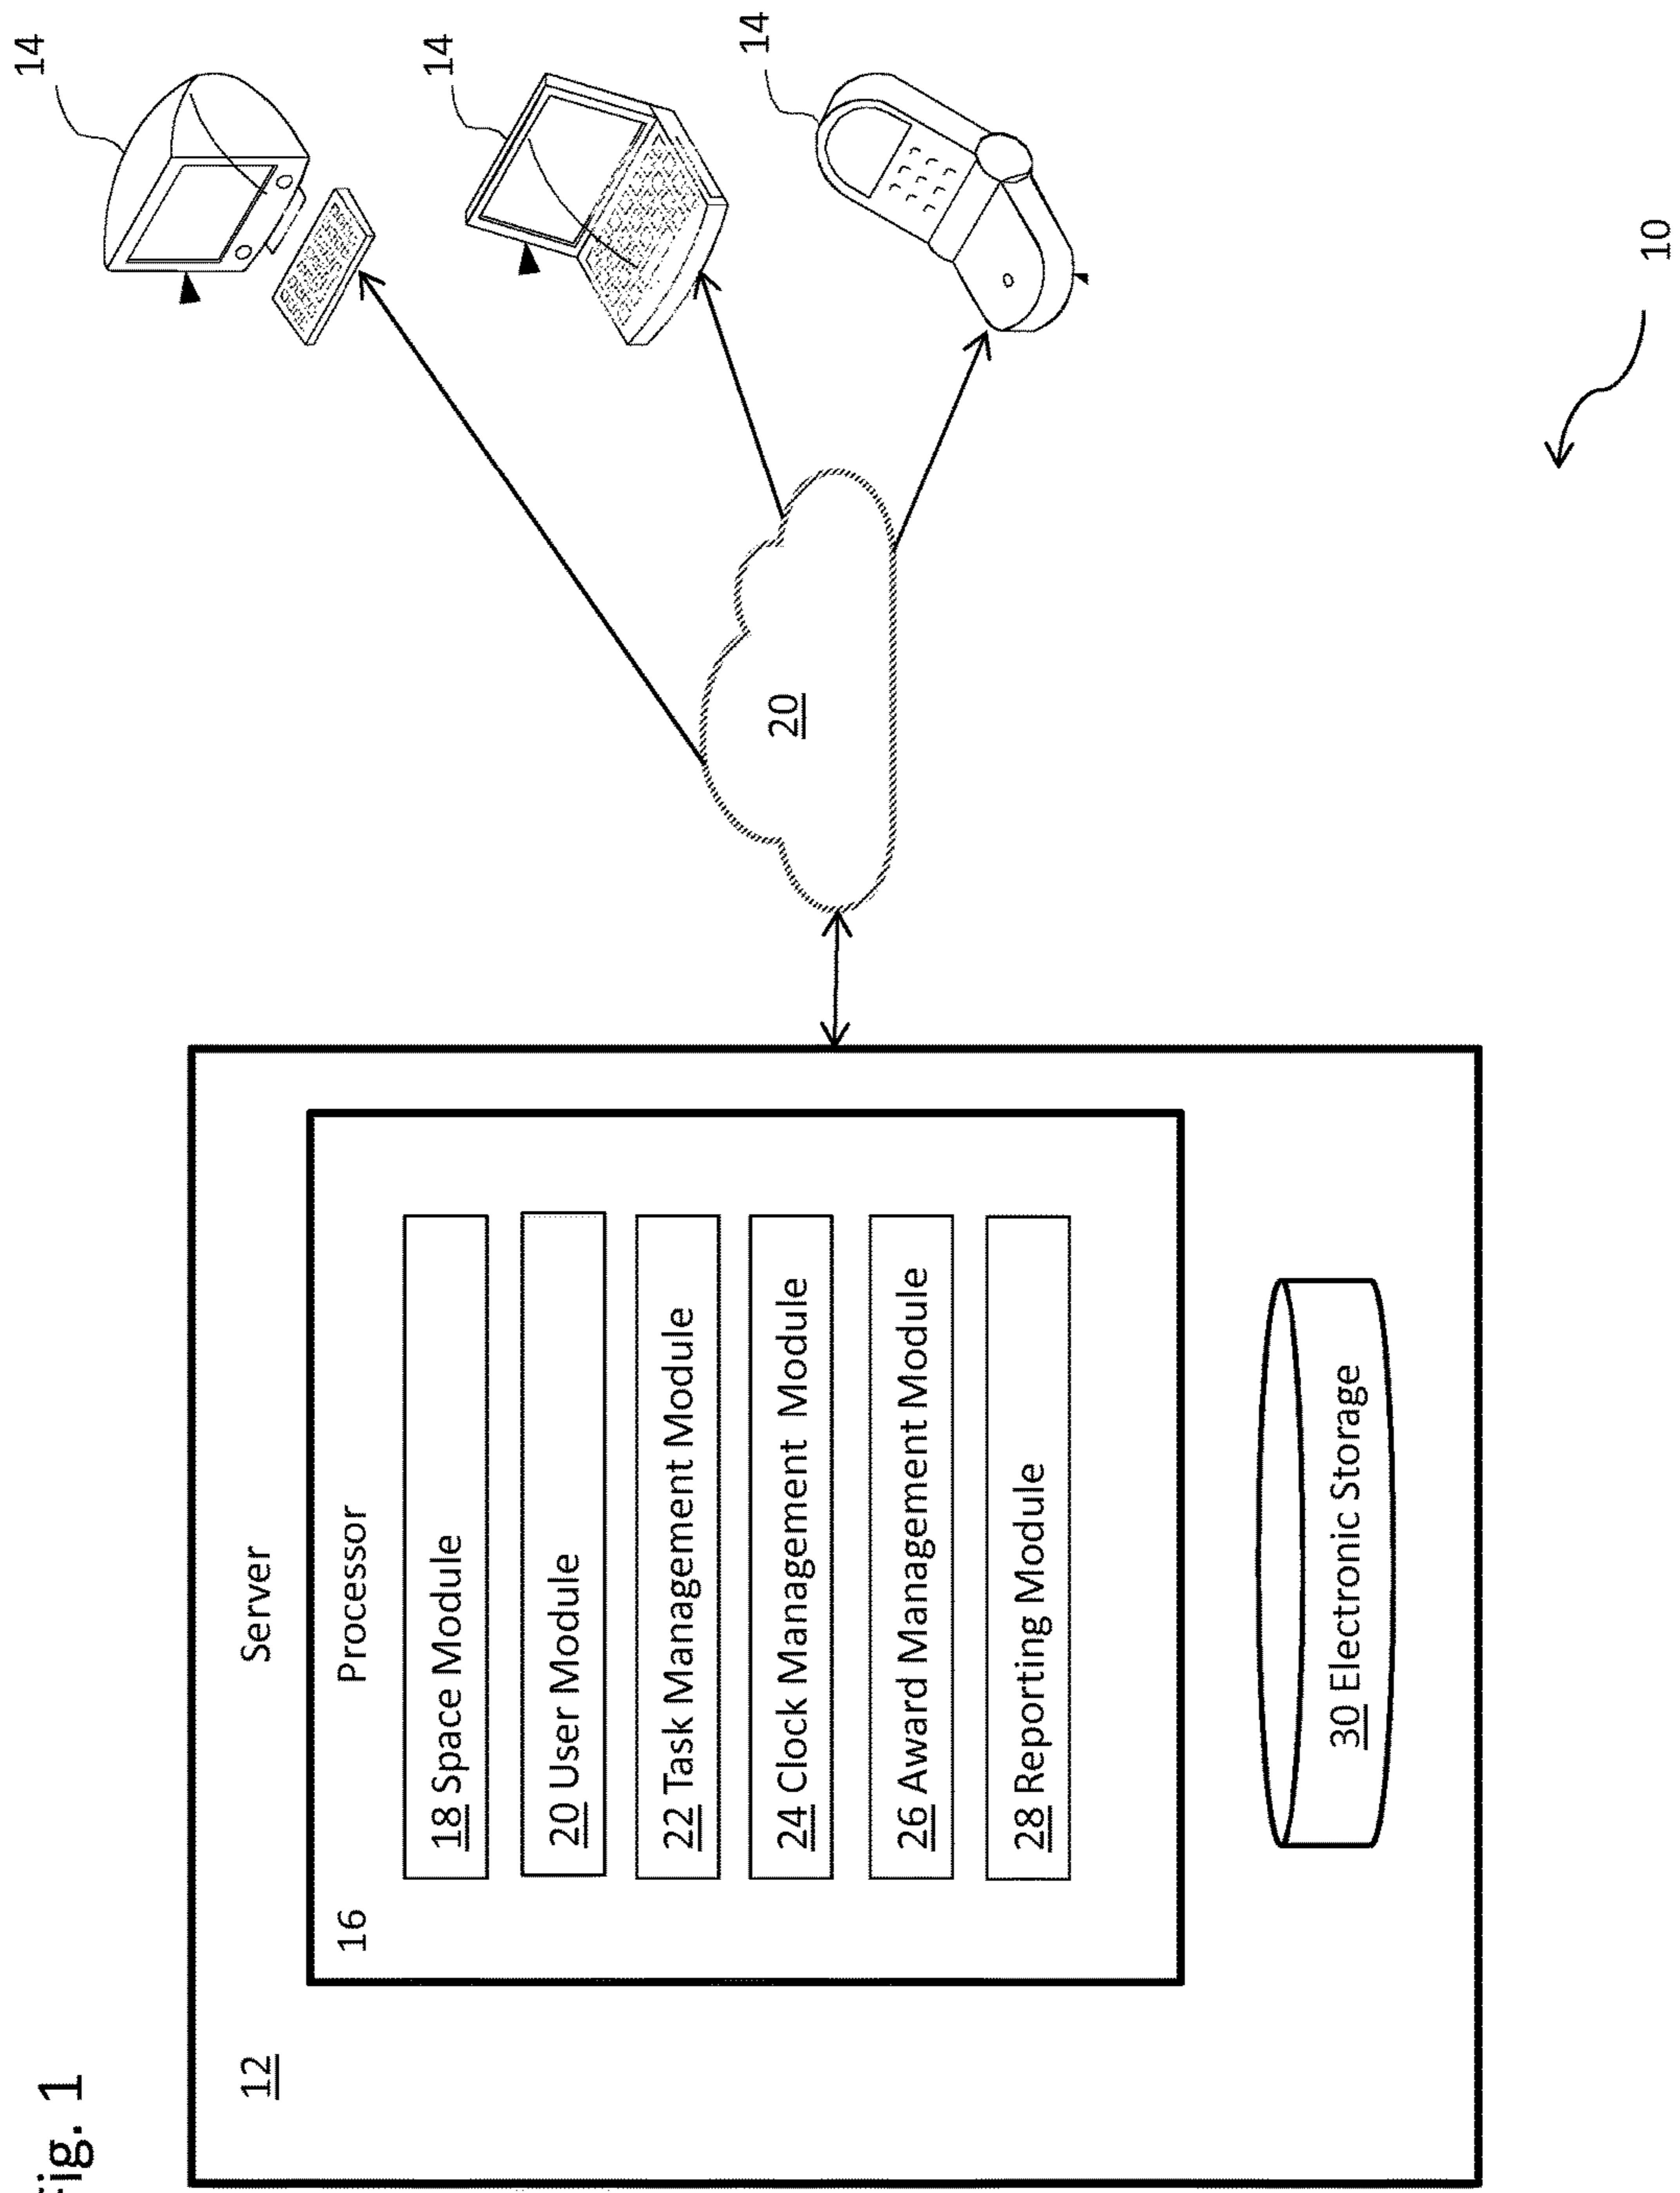 Fig. 1
12
Server
16
Processor
18 Space Module
20 User Module
22 Task Management Module
24 Clock Management Module
26 Award Management Module
28 Reporting Module
30 Electronic Storage
20
14
14
14
10